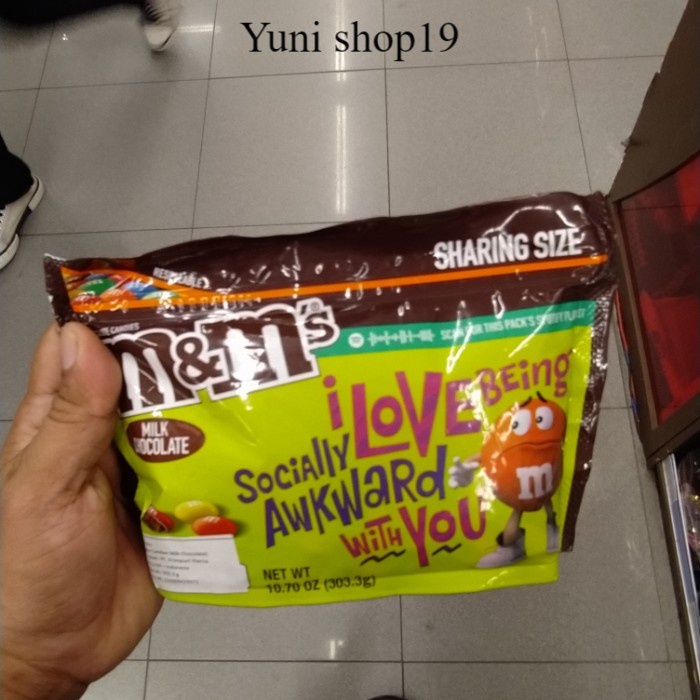 Yuni shop19
SHARING SIZE
m&m's
SCAN FOR THIS PACK'S SPOTIFY PLAYLIST
MILK
CHOCOLATE
i LOVE BEiNg
SociAlly
AWKWaRd
WiTH YOU
m
NET WT
10.70 OZ (303.3g)